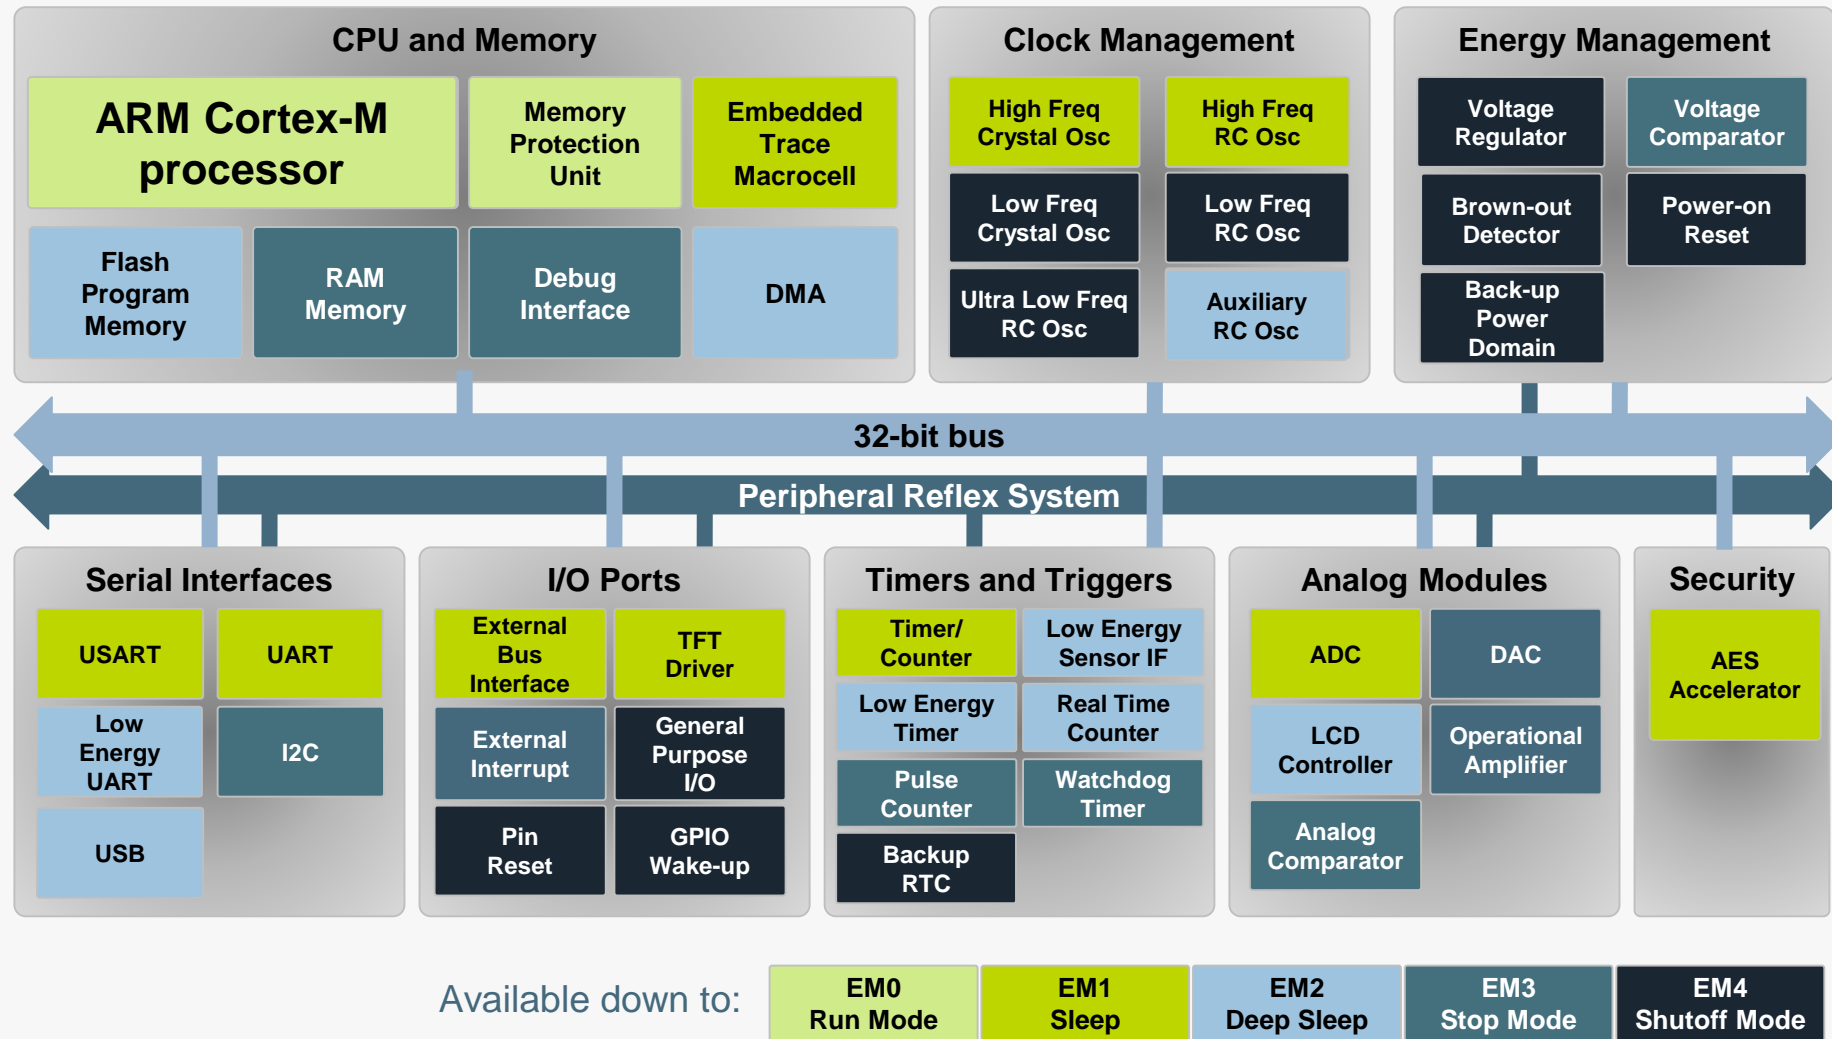 CPU and Memory
ARM Cortex-M
processor
Memory
Protection
Unit
Embedded
Trace
Macrocell
Flash
Program
Memory
RAM
Memory
Debug
Interface
DMA
Clock Management
High Freq
Crystal Osc
High Freq
RC Osc
Low Freq
Crystal Osc
Low Freq
RC Osc
Ultra Low Freq
RC Osc
Auxiliary
RC Osc
Energy Management
Voltage
Regulator
Voltage
Comparator
Brown-out
Detector
Power-on
Reset
Back-up
Power
Domain
32-bit bus
Peripheral Reflex System
Serial Interfaces
USART
UART
Low
Energy
UART
I2C
USB
I/O Ports
External
Bus
Interface
TFT
Driver
External
Interrupt
General
Purpose
I/O
Pin
Reset
GPIO
Wake-up
Timers and Triggers
Timer/
Counter
Low Energy
Sensor IF
Low Energy
Timer
Real Time
Counter
Pulse
Counter
Watchdog
Timer
Backup
RTC
Analog Modules
ADC
DAC
LCD
Controller
Operational
Amplifier
Analog
Comparator
Security
AES
Accelerator
Available down to:
EM0
Run Mode
EM1
Sleep
EM2
Deep Sleep
EM3
Stop Mode
EM4
Shutoff Mode